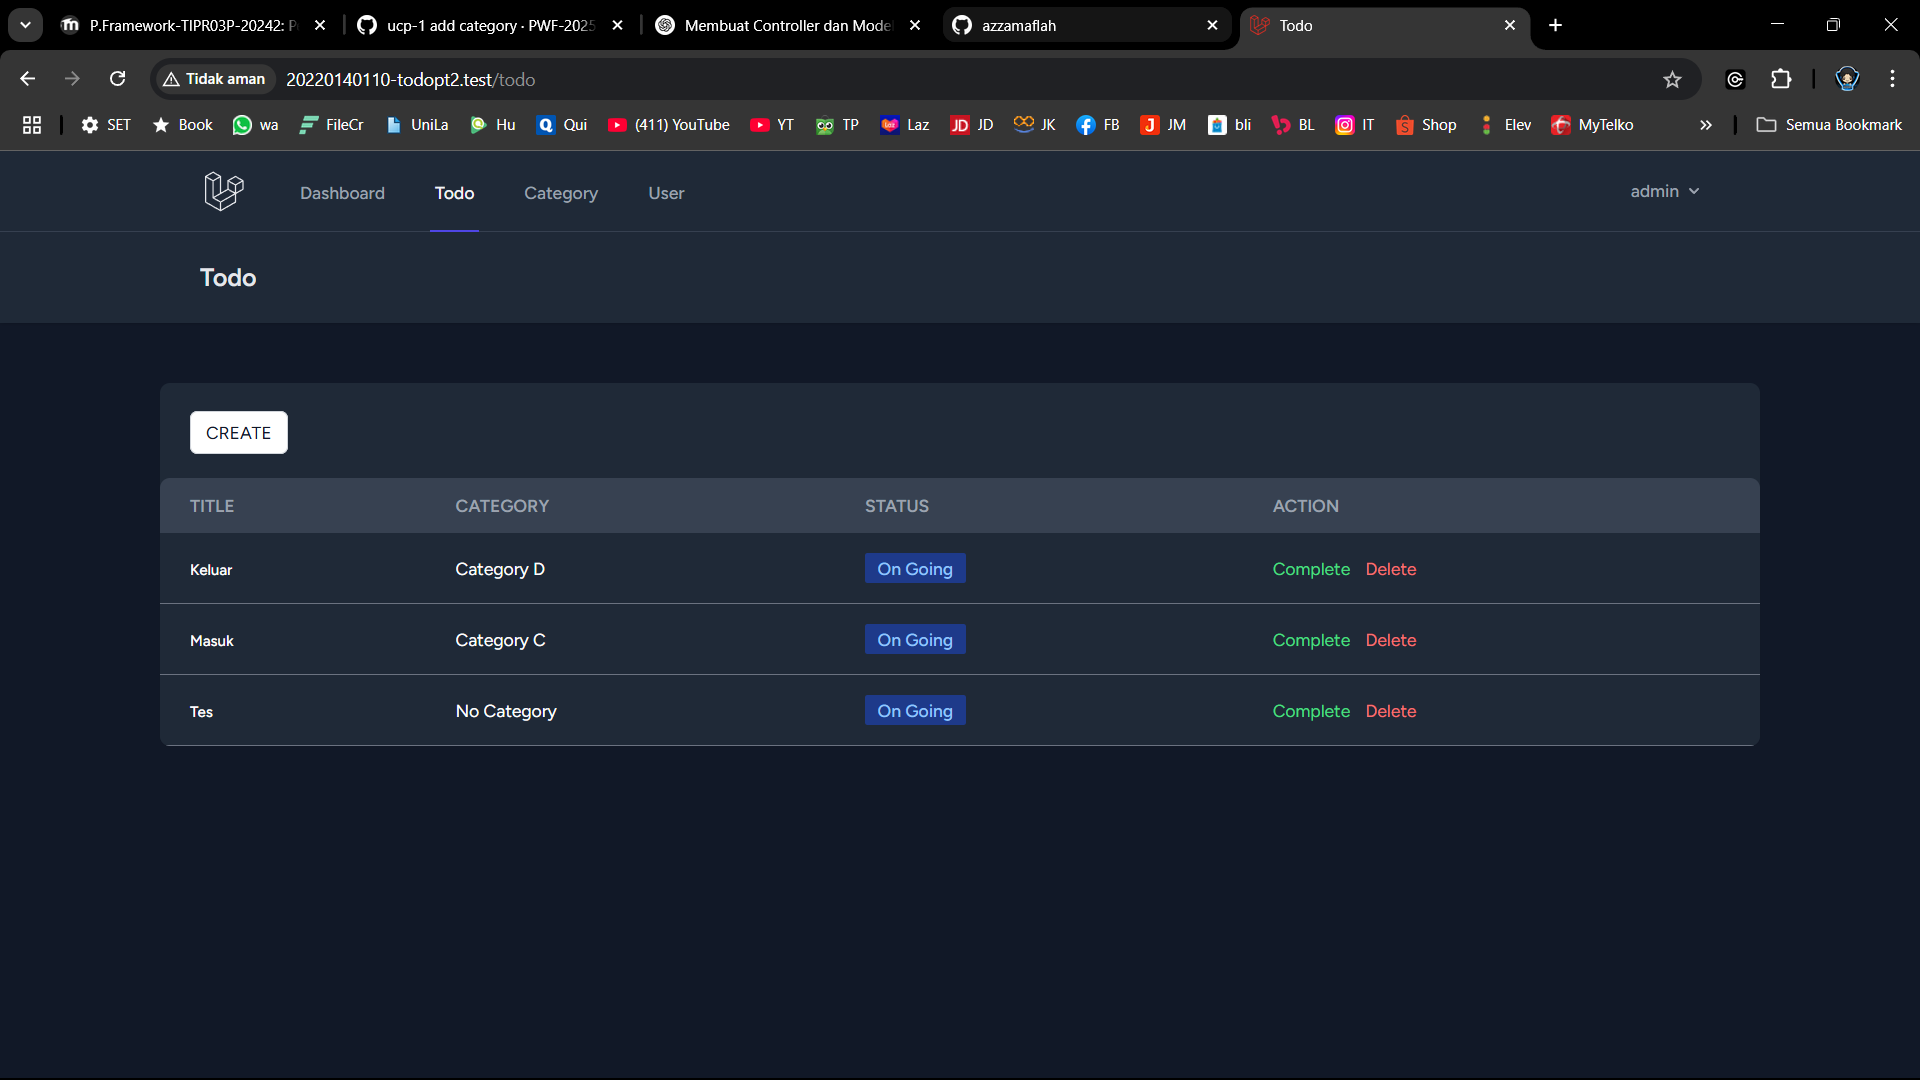 P.Framework-TIPR03P-20242: P
ucp-1 add category · PWF-2025
Membuat Controller dan Mode
azzamaflah
Todo
Tidak aman
20220140110-todopt2.test/todo
SET Book wa FileCr UniLa Hu Qui (411) YouTube YT TP Laz JD JK FB JM bli BL IT Shop Elev MyTelko » Semua Bookmark
Dashboard Todo Category User admin
Todo
CREATE
TITLE CATEGORY STATUS ACTION
Keluar Category D On Going Complete Delete
Masuk Category C On Going Complete Delete
Tes No Category On Going Complete Delete